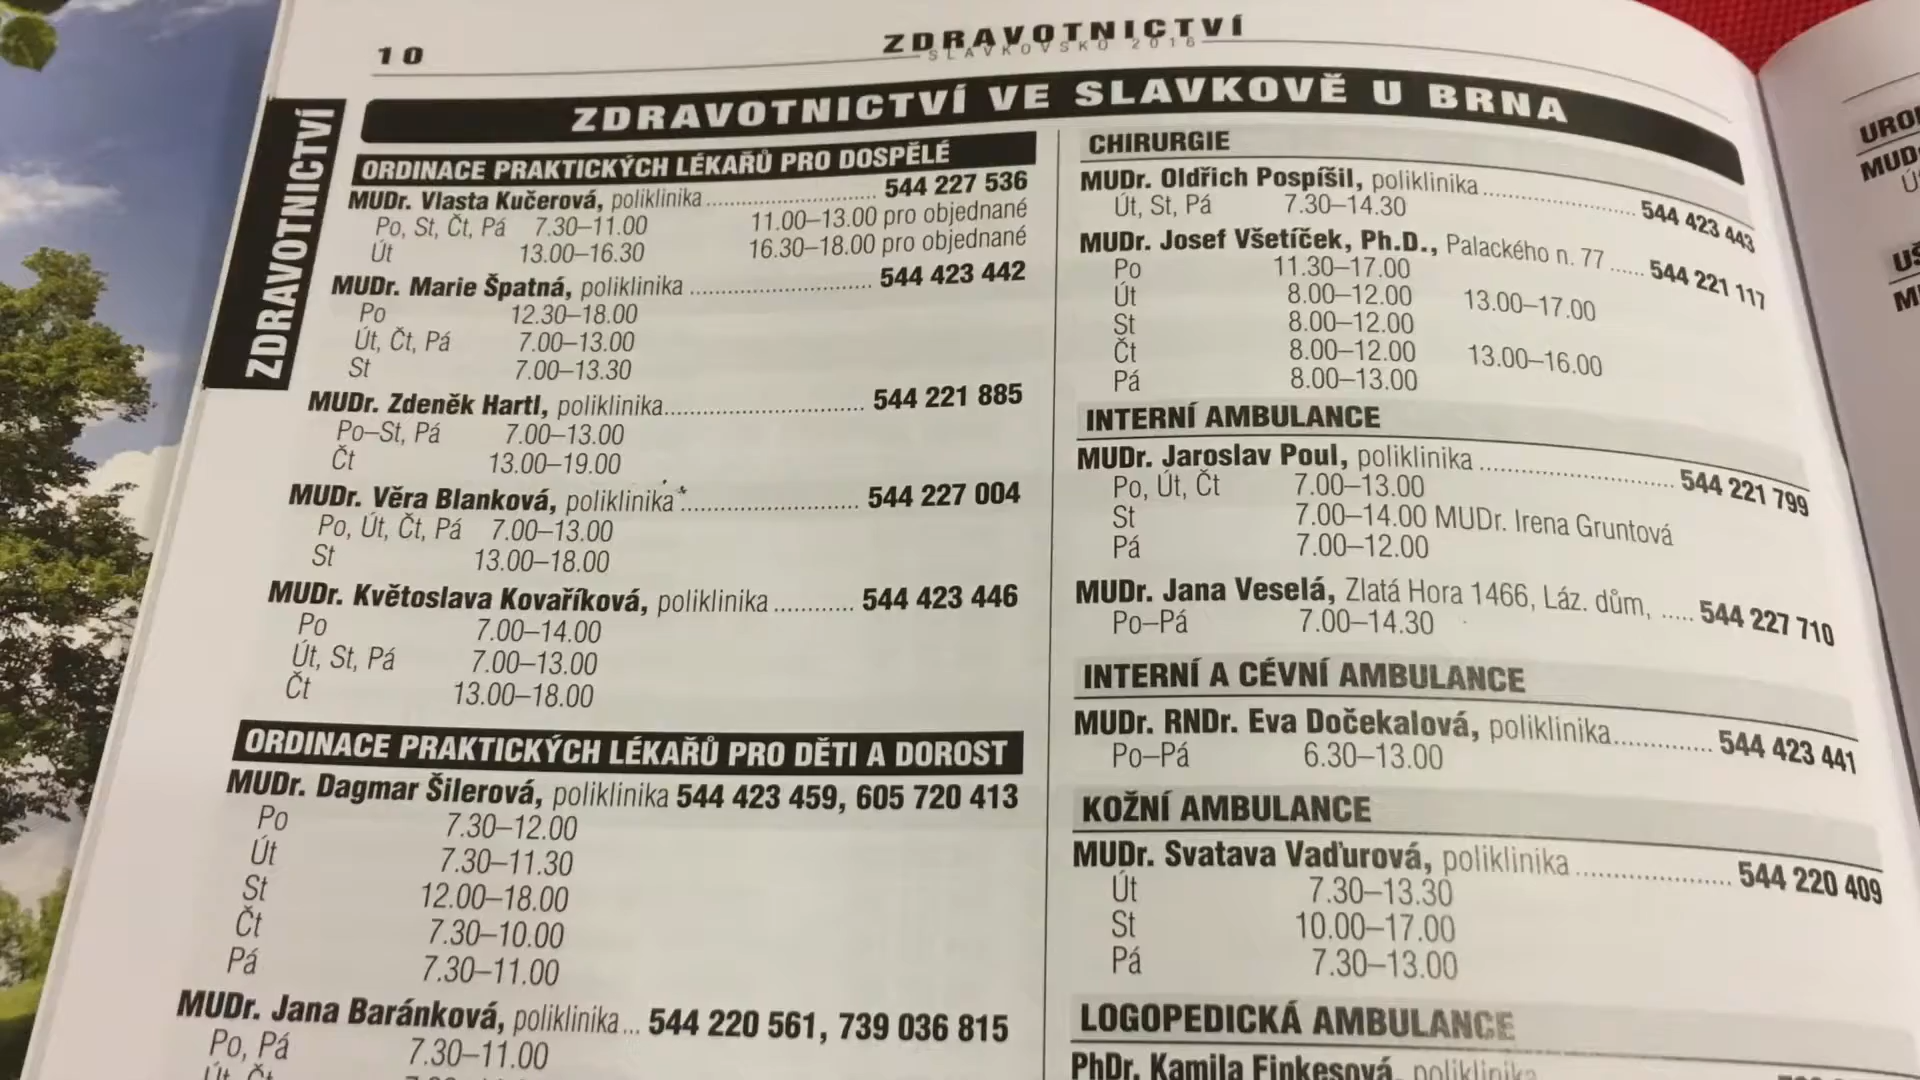 10
ZDRAVOTNICTVÍ
SLAVKOVSKO 2016
ZDRAVOTNICTVÍ
ZDRAVOTNICTVÍ VE SLAVKOVĚ U BRNA
ORDINACE PRAKTICKÝCH LÉKAŘŮ PRO DOSPĚLÉ
MUDr. Vlasta Kučerová, poliklinika ........................ 544 227 536
Po, St, Čt, Pá 7.30–11.00 11.00–13.00 pro objednané
Út 13.00–16.30 16.30–18.00 pro objednané
MUDr. Marie Špatná, poliklinika ........................ 544 423 442
Po 12.30–18.00
Út, Čt, Pá 7.00–13.00
St 7.00–13.30
MUDr. Zdeněk Hartl, poliklinika........................ 544 221 885
Po–St, Pá 7.00–13.00
Čt 13.00–19.00
MUDr. Věra Blanková, poliklinika........................ 544 227 004
Po, Út, Čt, Pá 7.00–13.00
St 13.00–18.00
MUDr. Květoslava Kovaříková, poliklinika ............ 544 423 446
Po 7.00–14.00
Út, St, Pá 7.00–13.00
Čt 13.00–18.00
ORDINACE PRAKTICKÝCH LÉKAŘŮ PRO DĚTI A DOROST
MUDr. Dagmar Šilerová, poliklinika 544 423 459, 605 720 413
Po 7.30–12.00
Út 7.30–11.30
St 12.00–18.00
Čt 7.30–10.00
Pá 7.30–11.00
MUDr. Jana Baránková, poliklinika... 544 220 561, 739 036 815
Po, Pá 7.30–11.00
Út, Čt
CHIRURGIE
MUDr. Oldřich Pospíšil, poliklinika ........................ 544 423 443
Út, St, Pá 7.30–14.30
MUDr. Josef Všetíček, Ph.D., Palackého n. 77 ...... 544 221 117
Po 11.30–17.00
Út 8.00–12.00 13.00–17.00
St 8.00–12.00
Čt 8.00–12.00 13.00–16.00
Pá 8.00–13.00
INTERNÍ AMBULANCE
MUDr. Jaroslav Poul, poliklinika ........................ 544 221 799
Po, Út, Čt 7.00–13.00
St 7.00–14.00 MUDr. Irena Gruntová
Pá 7.00–12.00
MUDr. Jana Veselá, Zlatá Hora 1466, Láz. dům, ..... 544 227 710
Po–Pá 7.00–14.30
INTERNÍ A CÉVNÍ AMBULANCE
MUDr. RNDr. Eva Dočekalová, poliklinika............... 544 423 441
Po–Pá 6.30–13.00
KOŽNÍ AMBULANCE
MUDr. Svatava Vaďurová, poliklinika ........................ 544 220 409
Út 7.30–13.30
St 10.00–17.00
Pá 7.30–13.00
LOGOPEDICKÁ AMBULANCE
PhDr. Kamila Finkesová, poliklinika